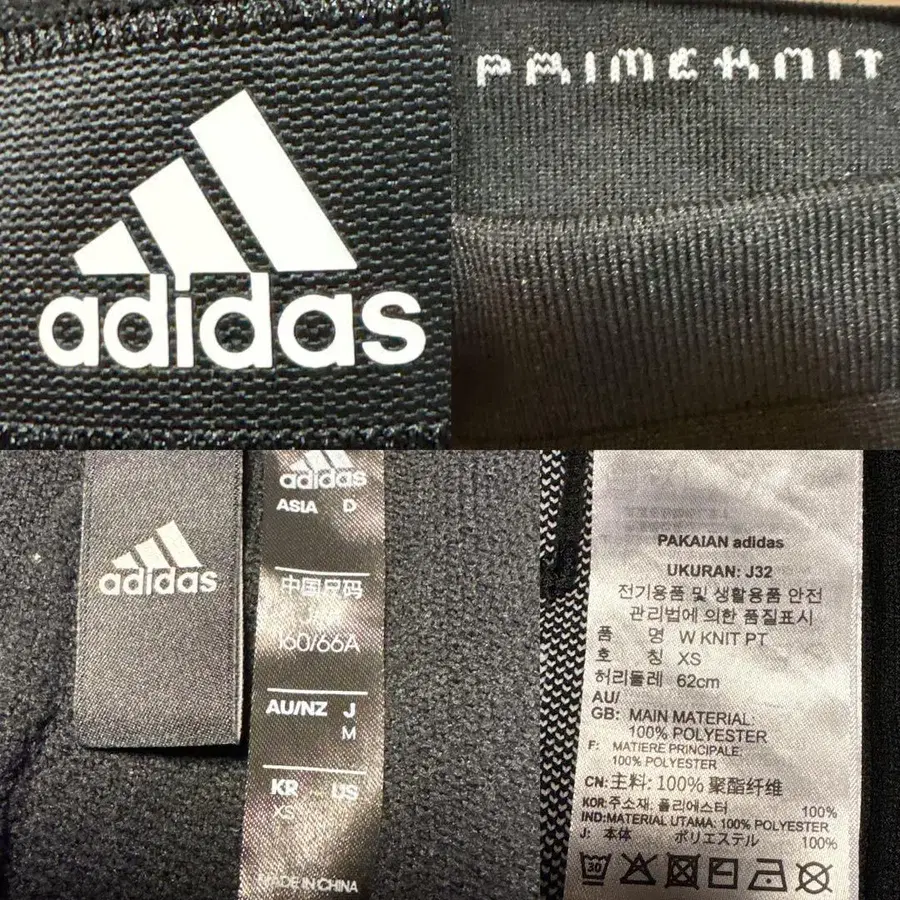 adidas
PRIMEKNIT
adidas
adidas
ASIA D
中国尺码
160/66A
AU/NZ J
M
KR US
XS
MADE IN CHINA
PAKAIAN adidas
UKURAN: J32
전기용품 및 생활용품 안전
관리법에 의한 품질표시
품 명 W KNIT PT
호 칭 XS
허리둘레 62cm
AU/
GB: MAIN MATERIAL:
100% POLYESTER
F: MATIERE PRINCIPALE:
100% POLYESTER
CN: 主料: 100% 聚酯纤维
KOR:주소재, 폴리에스터 100%
IND:MATERIAL UTAMA: 100% POLYESTER
J: 本体 ポリエステル 100%
30